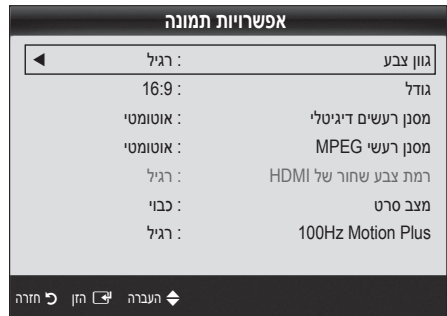 אפשרויות תמונה
גוון צבע : רגיל ◄
גודל : 16:9
מסנן רעשים דיגיטלי : אוטומטי
מסנן רעשי MPEG : אוטומטי
רמת צבע שחור של HDMI : רגיל
מצב סרט : כבוי
100Hz Motion Plus : רגיל
העברה הזן חזרה